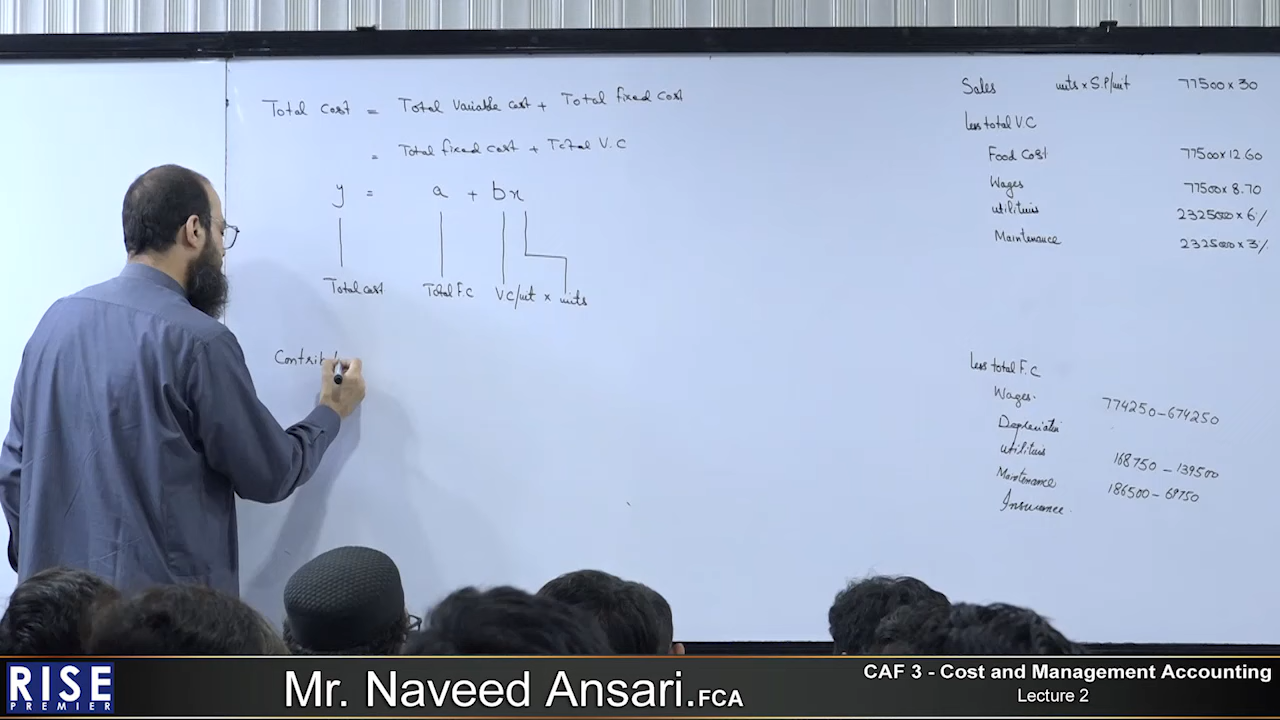 Total cost = Total variable cost + Total fixed cost
= Total fixed cost + Total V.C
y = a + bx
Total cost Total F.C VC/unit x units
Contrib
Sales units x S.P/unit 77500 x 30
Less total V.C
Food cost 77500 x 12.60
Wages 77500 x 8.70
utilities 2325000 x 6%
Maintenance 2325000 x 3%
Less total F.C
Wages. 774250 - 674250
Depreciation
utilities 168750 - 139500
Maintenance 186500 - 69750
Insurance.
RISE
PREMIER
Mr. Naveed Ansari.FCA
CAF 3 - Cost and Management Accounting
Lecture 2